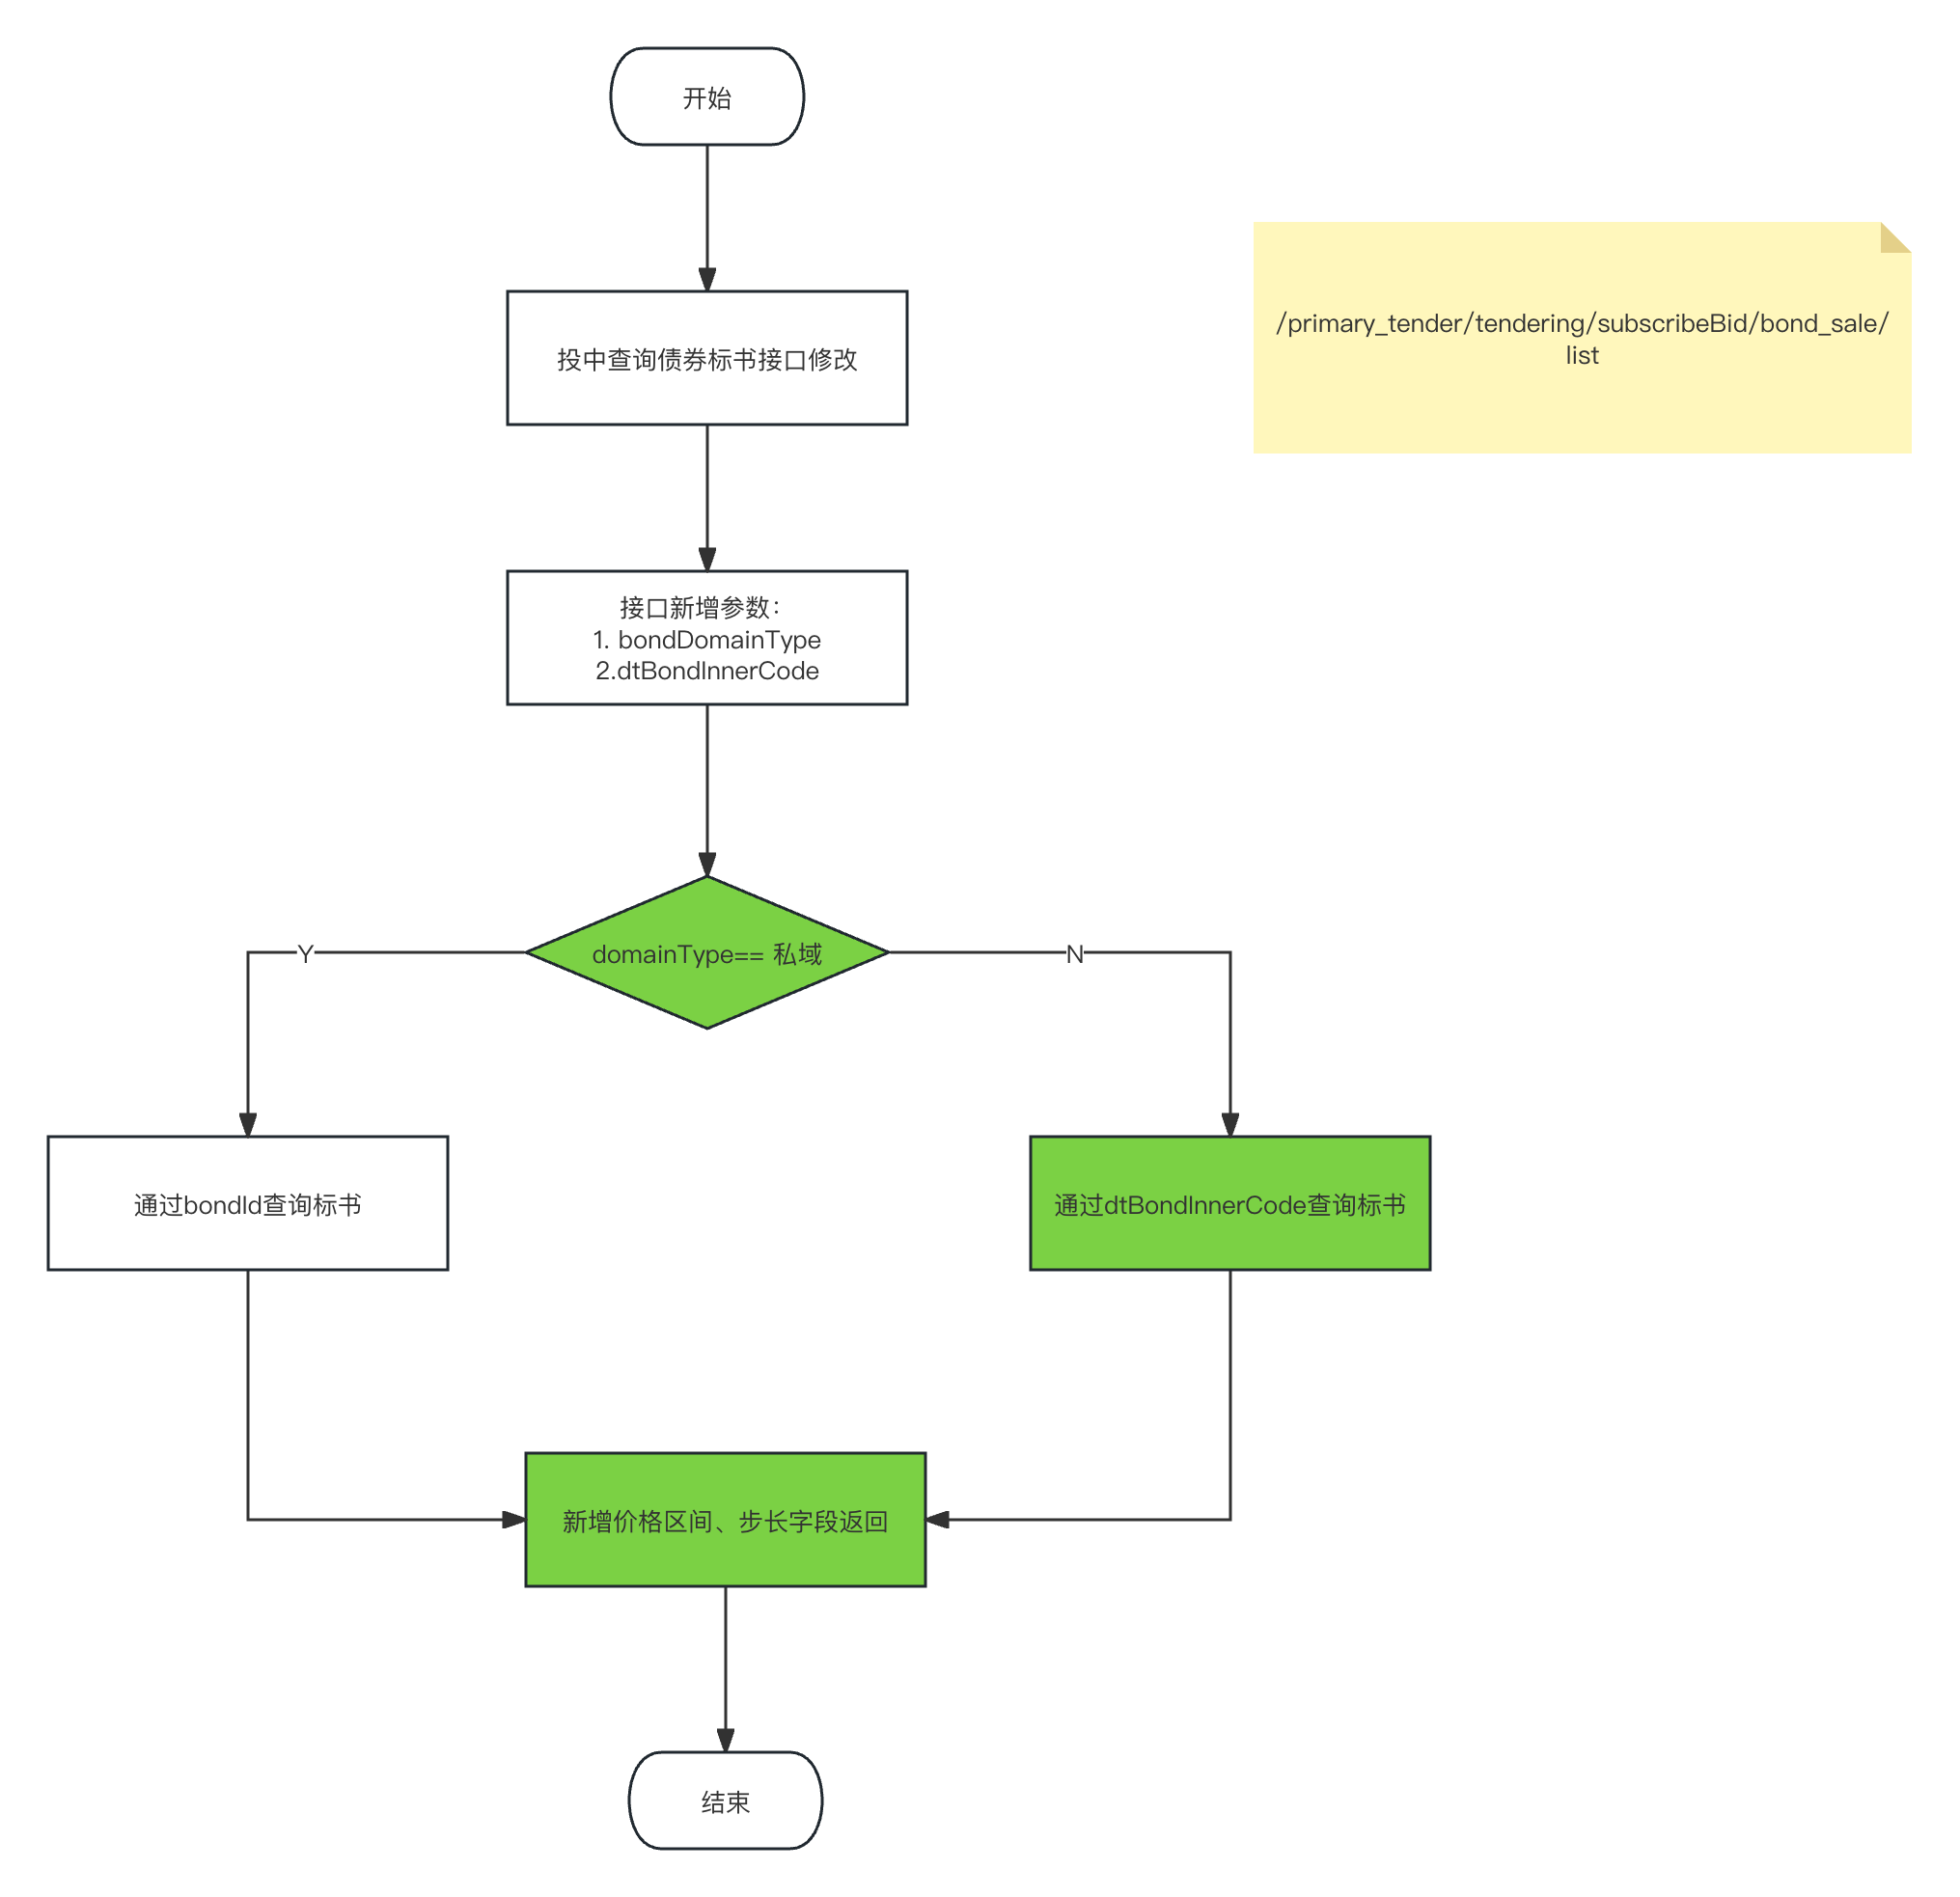 开始
/primary_tender/tendering/subscribeBid/bond_sale/
list
投中查询债券标书接口修改
接口新增参数：
1. bondDomainType
2.dtBondInnerCode
domainType== 私域
Y
N
通过bondId查询标书
通过dtBondInnerCode查询标书
新增价格区间、步长字段返回
结束